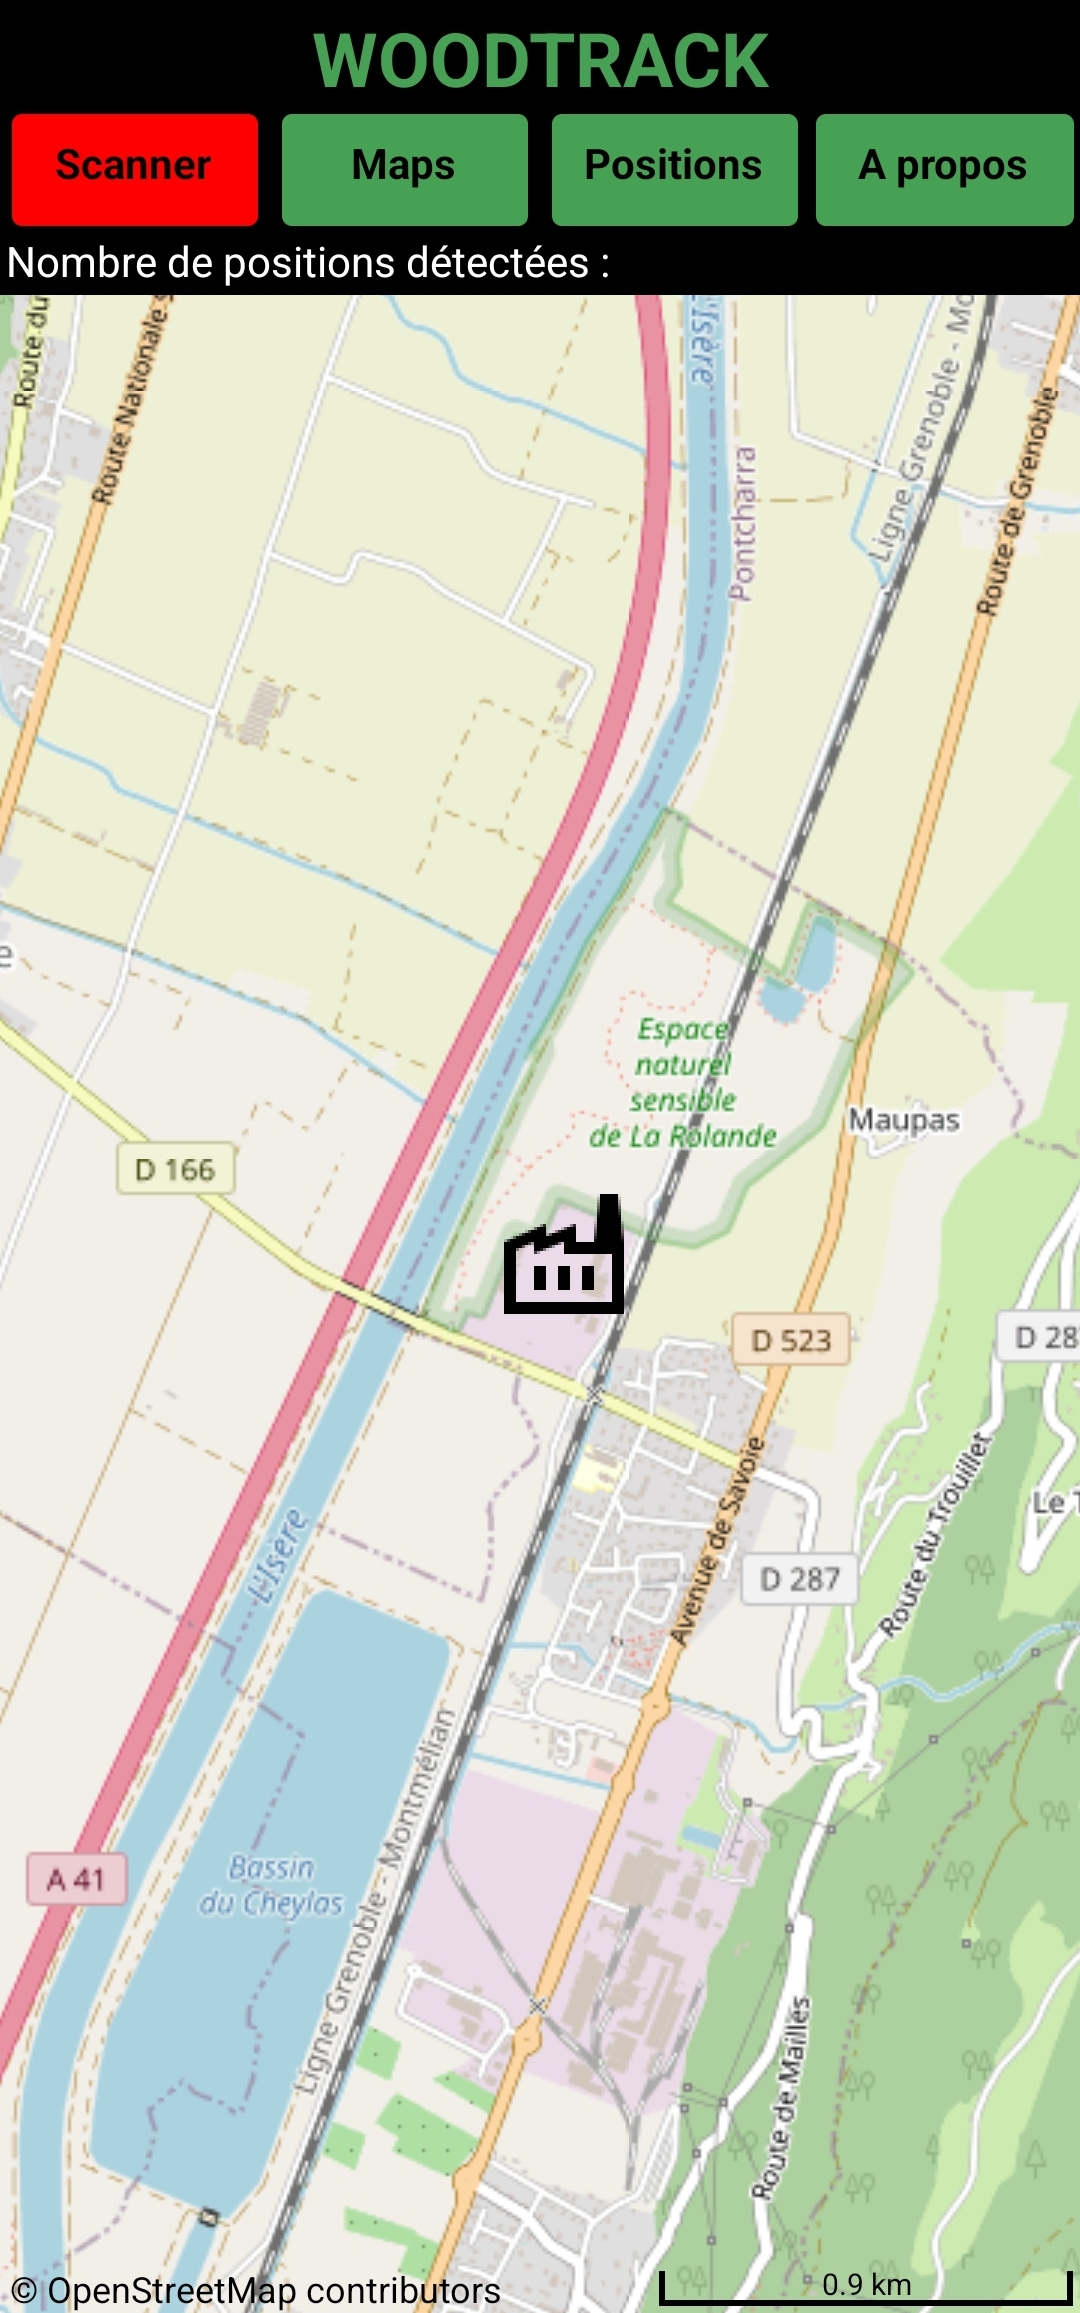 WOODTRACK
Scanner
Maps
Positions
A propos
Nombre de positions détectées :
Route du
Route Nationale
L'Isère
Ligne Grenoble - Mo
Route de Grenoble
Pontcharra
Espace
naturel
sensible
de La Rolande
Maupas
D 166
D 523
D 28
Avenue de Savoie
Route du Trouillet
Le T
L'Isère
D 287
Ligne Grenoble - Montmélian
A 41
Bassin
du Cheylas
Route de Mailles
© OpenStreetMap contributors
0.9 km